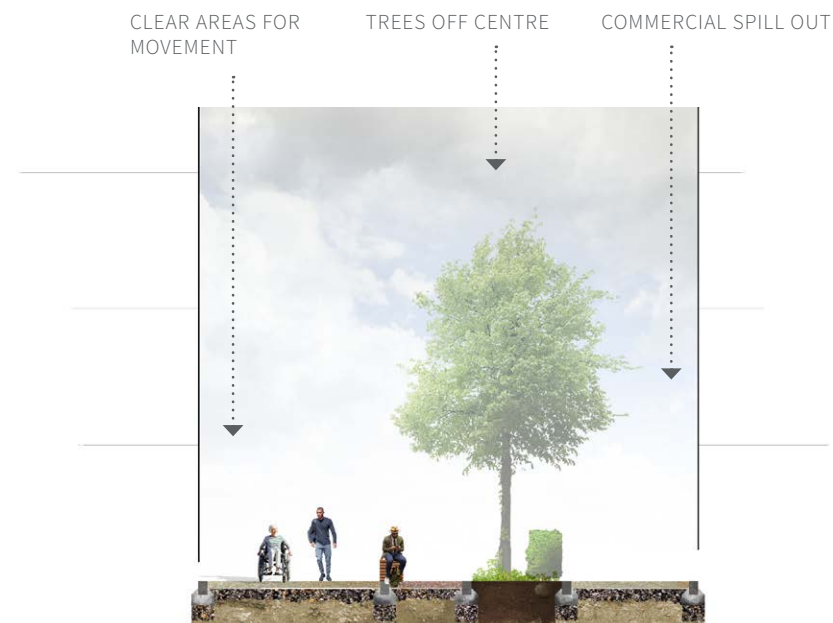 CLEAR AREAS FOR
MOVEMENT
TREES OFF CENTRE
COMMERCIAL SPILL OUT